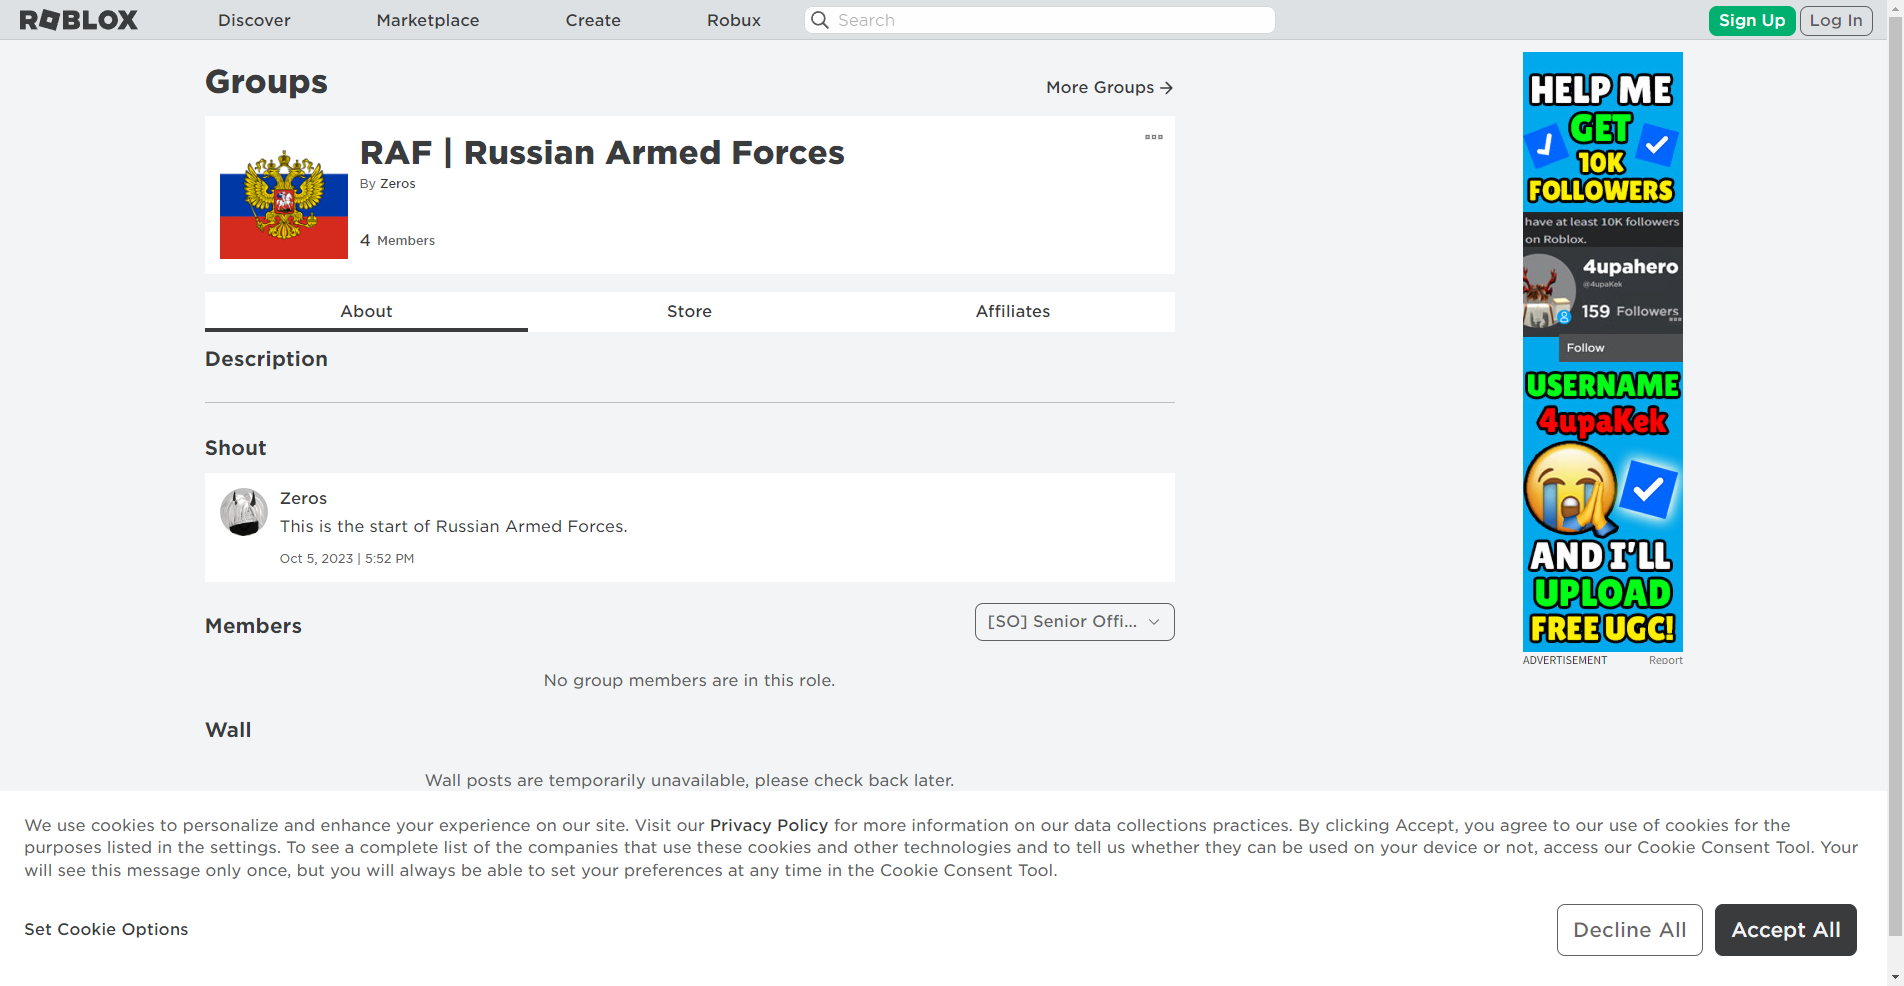 ROBLOX
Discover
Marketplace
Create
Robux
Search
Sign Up
Log In
Groups
More Groups
RAF | Russian Armed Forces
By Zeros
4 Members
About
Store
Affiliates
Description
Shout
Zeros
This is the start of Russian Armed Forces.
Oct 5, 2023 | 5:52 PM
Members
[SO] Senior Offi...
No group members are in this role.
Wall
Wall posts are temporarily unavailable, please check back later.
HELP ME
GET
10K
FOLLOWERS
have at least 10K followers
on Roblox.
4upahero
@4upaKek
159 Followers
Follow
USERNAME
4upaKek
AND I'LL
UPLOAD
FREE UGC!
ADVERTISEMENT
Report
We use cookies to personalize and enhance your experience on our site. Visit our Privacy Policy for more information on our data collections practices. By clicking Accept, you agree to our use of cookies for the
purposes listed in the settings. To see a complete list of the companies that use these cookies and other technologies and to tell us whether they can be used on your device or not, access our Cookie Consent Tool. Your
will see this message only once, but you will always be able to set your preferences at any time in the Cookie Consent Tool.
Set Cookie Options
Decline All
Accept All